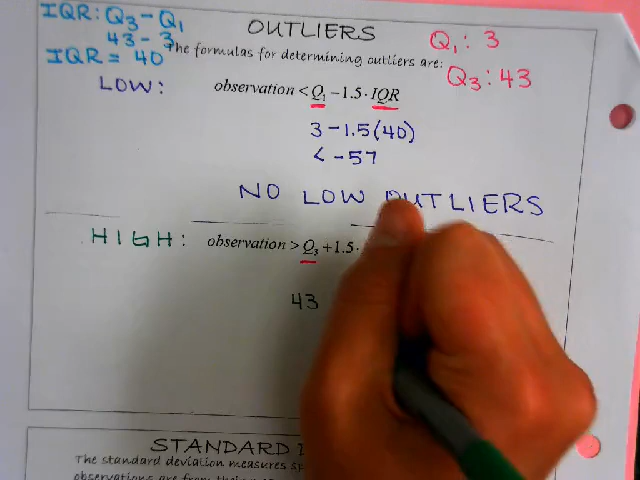 IQR: Q3 - Q1
43 - 3
IQR = 40
OUTLIERS
The formulas for determining outliers are:
Q1: 3
Q3: 43
LOW: observation < Q1 - 1.5 · IQR
3 - 1.5(40)
< -57
NO LOW OUTLIERS
HIGH: observation > Q3 + 1.5 ·
43
STANDARD
The standard deviation measures
observations are from